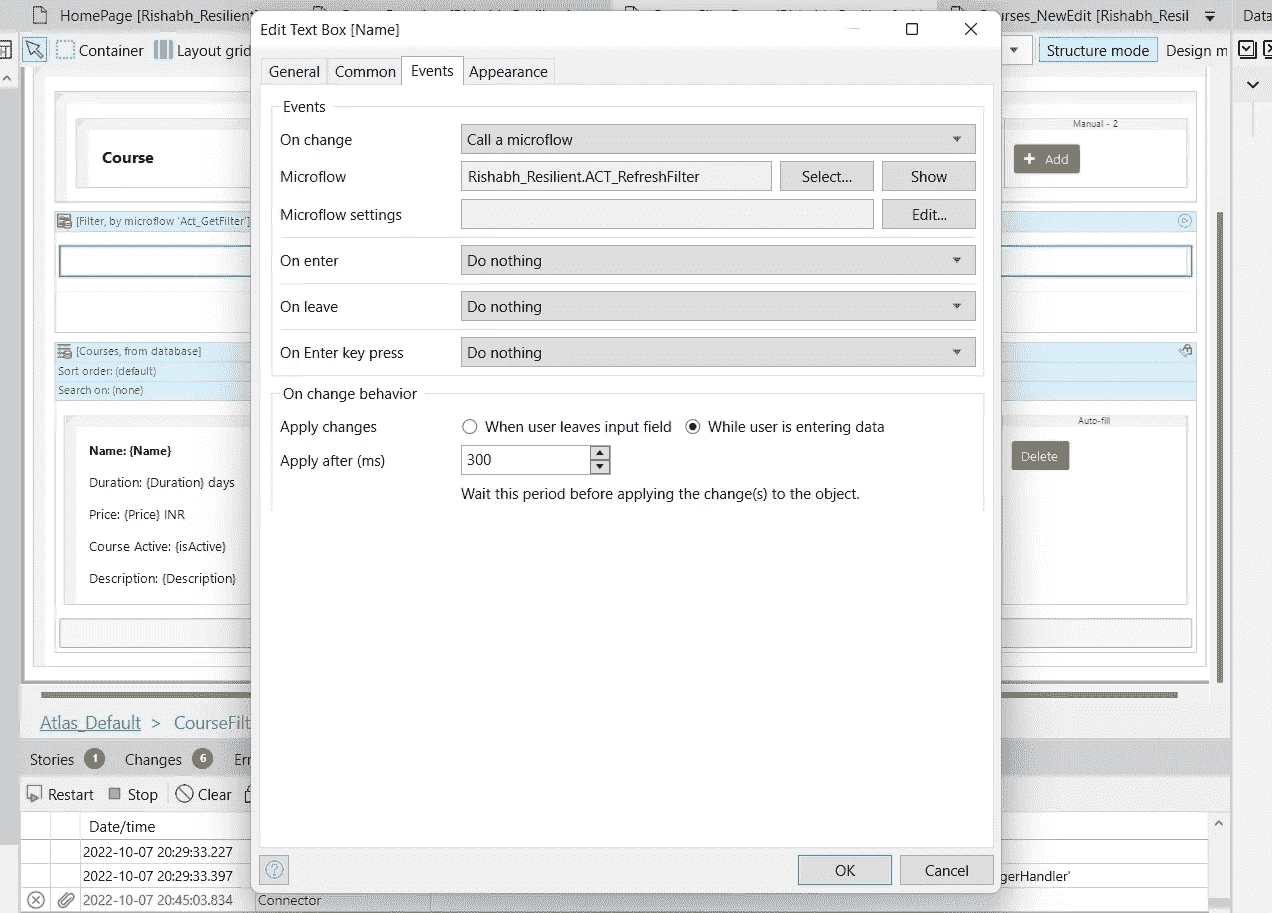 HomePage [Rishabh_Resilient
Courses_NewEdit [Rishabh_Resil
Data
Container
Layout grid
Structure mode
Design m
Edit Text Box [Name]
General
Common
Events
Appearance
Events
On change
Call a microflow
Microflow
Rishabh_Resilient.ACT_RefreshFilter
Select...
Show
Microflow settings
Edit...
On enter
Do nothing
On leave
Do nothing
On Enter key press
Do nothing
On change behavior
Apply changes
When user leaves input field
While user is entering data
Apply after (ms)
300
Wait this period before applying the change(s) to the object.
OK
Cancel
Course
Manual - 2
Add
[Filter, by microflow 'Act_GetFilter']
[Courses, from database]
Sort order: (default)
Search on: (none)
Auto-fill
Name: {Name}
Delete
Duration: {Duration} days
Price: {Price} INR
Course Active: {isActive}
Description: {Description}
Atlas_Default > CourseFilt
Stories 1
Changes 6
Err
Restart
Stop
Clear
Date/time
2022-10-07 20:29:33.227
2022-10-07 20:29:33.397
gerHandler'
2022-10-07 20:45:03.834
Connector